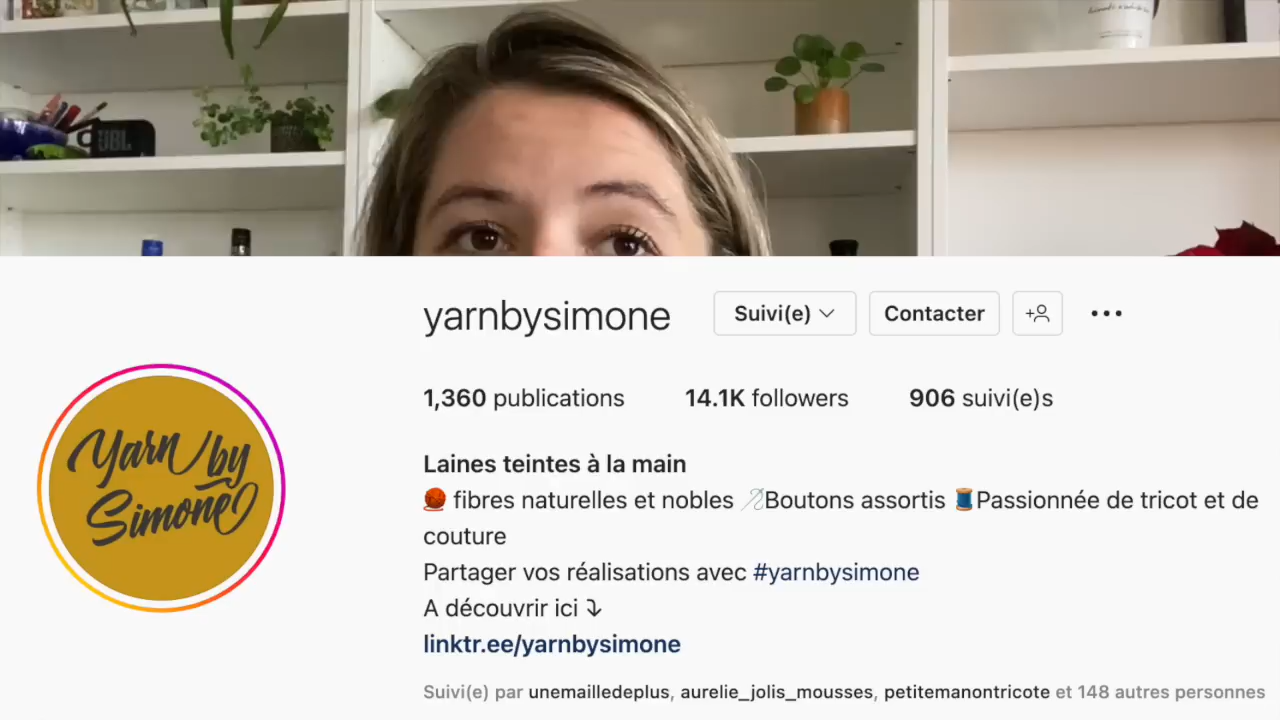 JBL
yarnbysimone
Suivi(e)
Contacter
1,360 publications
14.1K followers
906 suivi(e)s
Yarn by
Simone
Laines teintes à la main
🧶 fibres naturelles et nobles 🪡Boutons assortis 🧵Passionnée de tricot et de
couture
Partager vos réalisations avec #yarnbysimone
A découvrir ici ⤵
linktr.ee/yarnbysimone
Suivi(e) par unemailledeplus, aurelie_jolis_mousses, petitemanontricote et 148 autres personnes